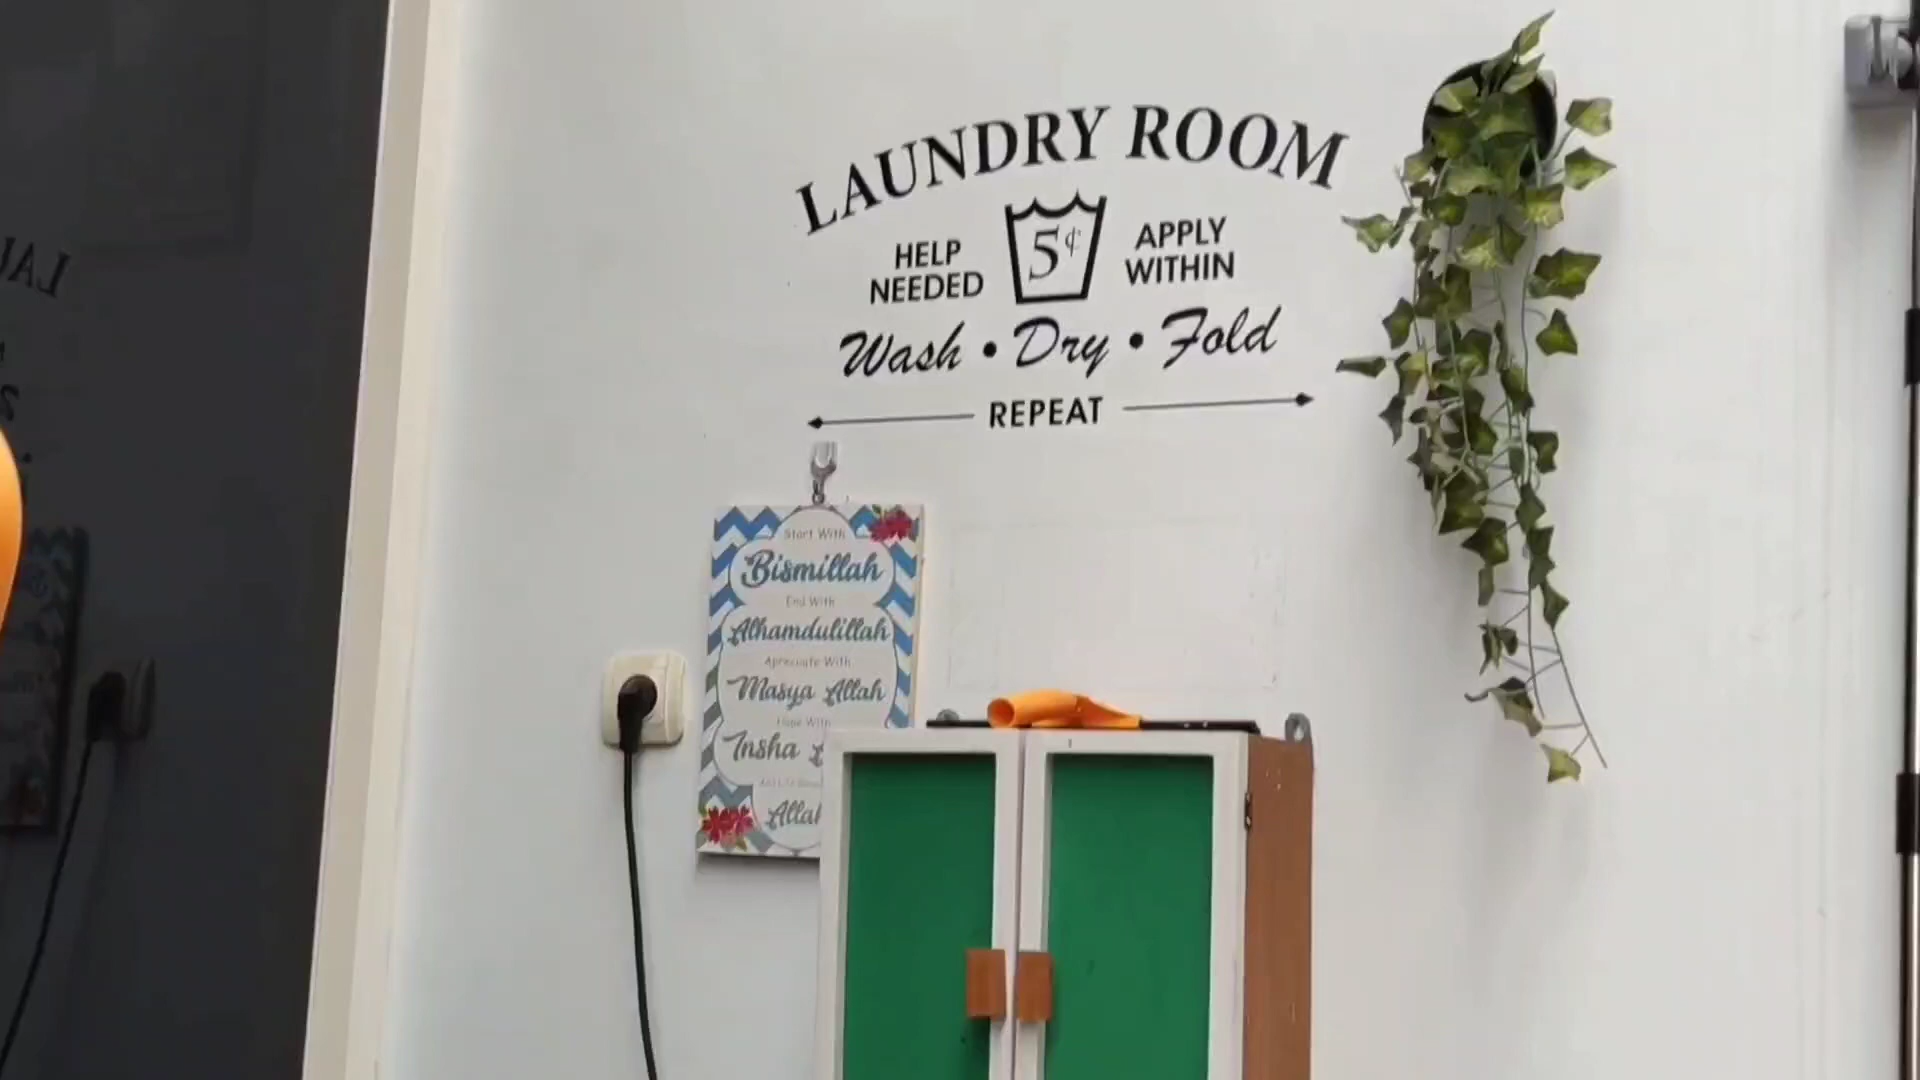 LAUNDRY ROOM
HELP
NEEDED
5¢
APPLY
WITHIN
Wash • Dry • Fold
REPEAT
Start With
Bismillah
End With
Alhamdulillah
Apreciate With
Masya Allah
Hope With
Insha
Allah